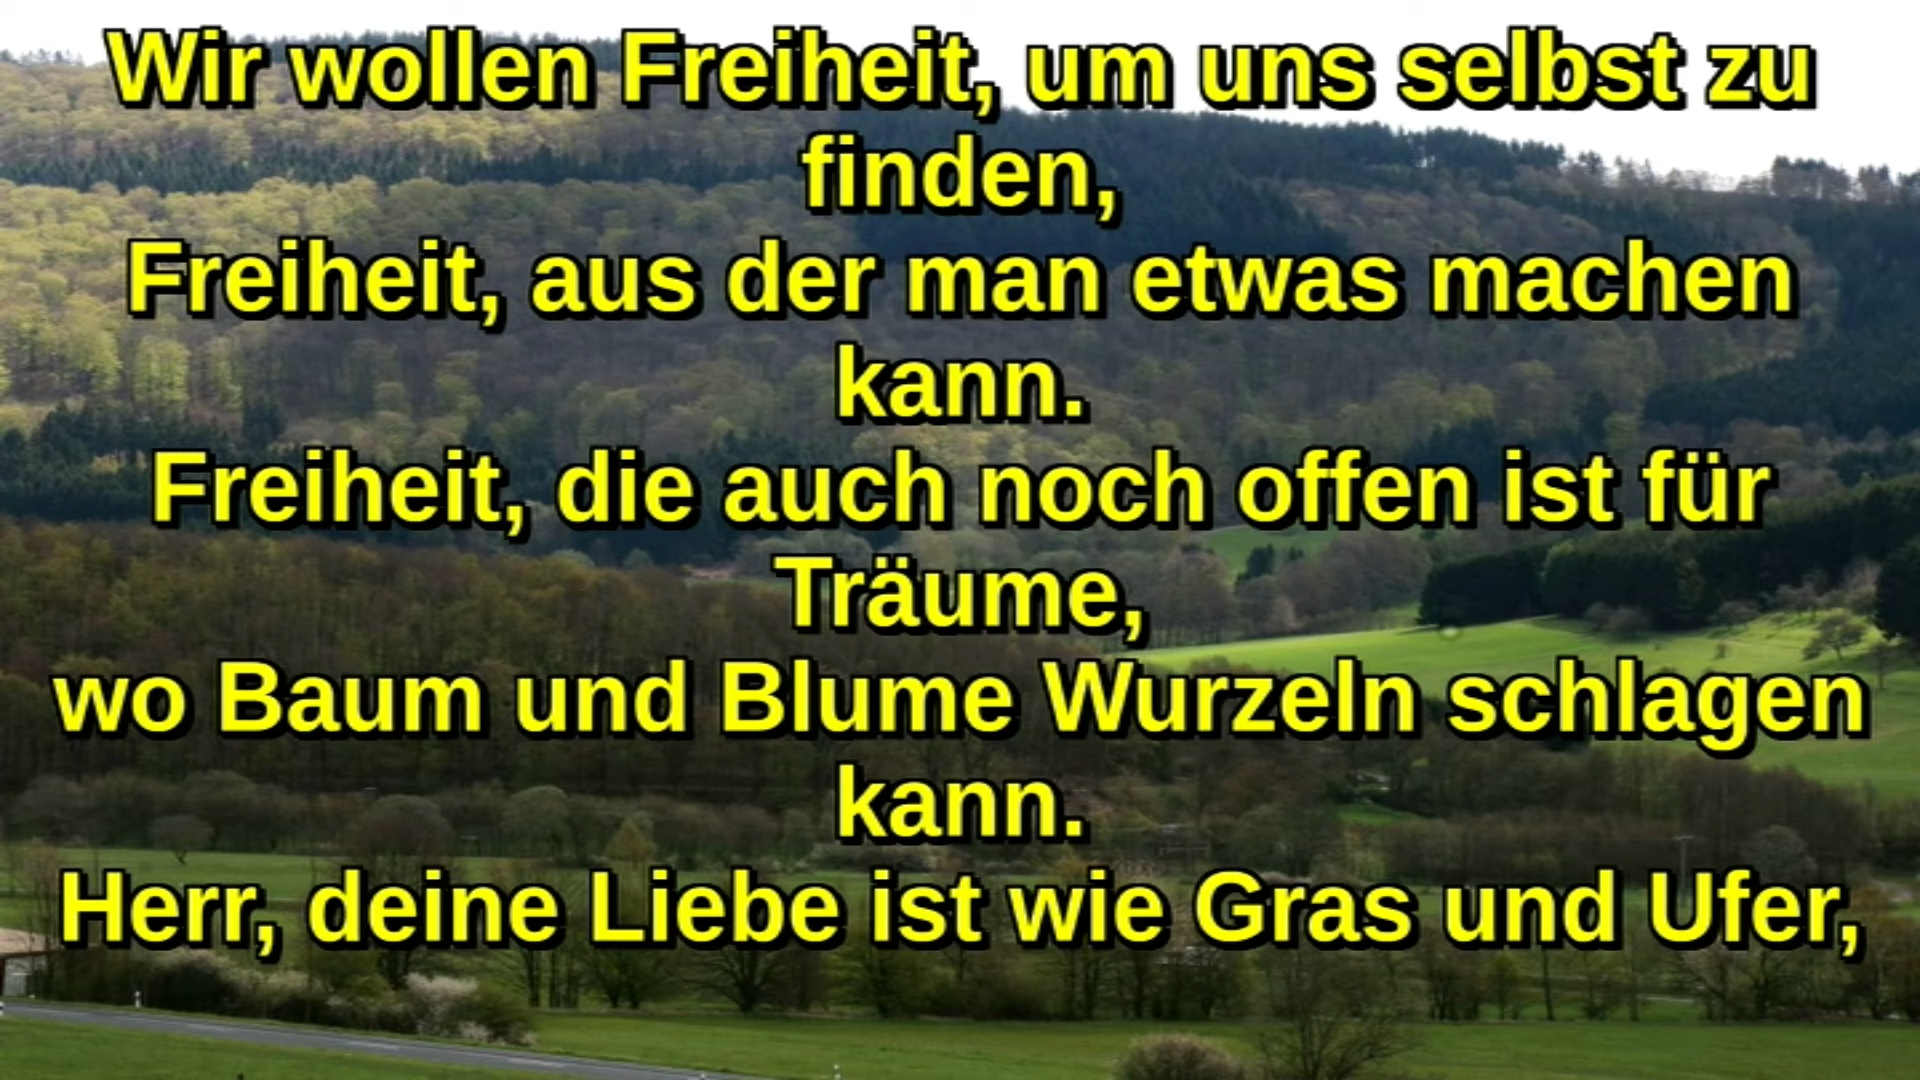 Wir wollen Freiheit, um uns selbst zu
finden,
Freiheit, aus der man etwas machen
kann.
Freiheit, die auch noch offen ist für
Träume,
wo Baum und Blume Wurzeln schlagen
kann.
Herr, deine Liebe ist wie Gras und Ufer,